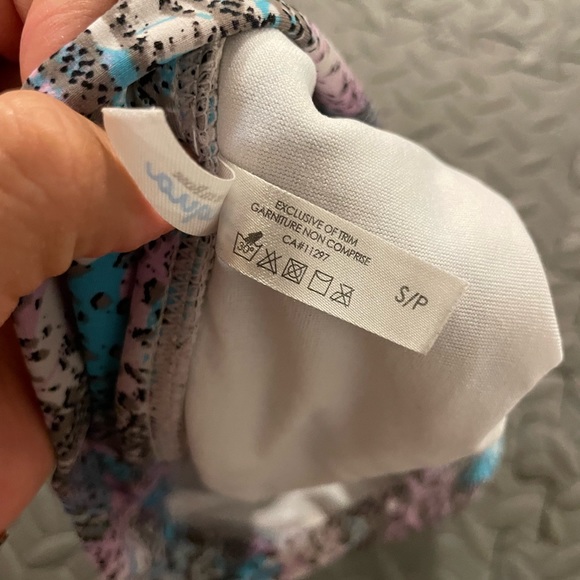 EXCLUSIVE OF TRIM
GARNITURE NON COMPRISE
CA#11297
30°
S/P